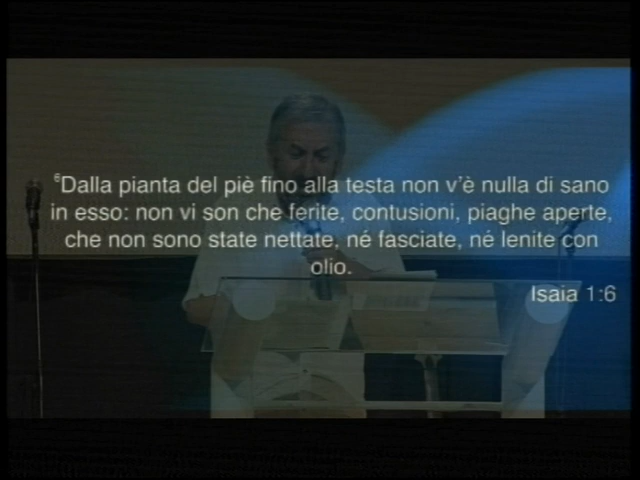 ⁶Dalla pianta del piè fino alla testa non v'è nulla di sano
in esso: non vi son che ferite, contusioni, piaghe aperte,
che non sono state nettate, né fasciate, né lenite con
olio.
Isaia 1:6